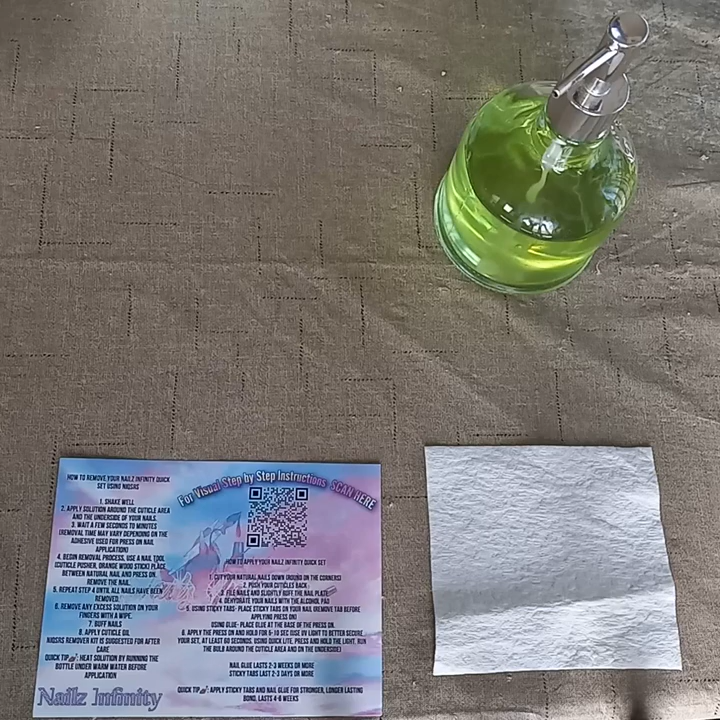 HOW TO REMOVE YOUR NAILZ INFINITY QUICK
SET USING NIQSRS
1. SHAKE WELL
2. APPLY SOLUTION AROUND THE CUTICLE AREA
AND THE UNDERSIDE OF YOUR NAILS.
3. WAIT A FEW SECONDS TO MINUTES
(REMOVAL TIME MAY VARY DEPENDING ON THE
ADHESIVE USED FOR PRESS ON NAIL
APPLICATION)
4. BEGIN REMOVAL PROCESS, USE A NAIL TOOL
(CUTICLE PUSHER, ORANGE WOOD STICK) PLACE
BETWEEN NATURAL NAIL AND PRESS ON
REMOVE THE NAIL
5. REPEAT STEP 4 UNTIL ALL NAILS HAVE BEEN
REMOVED.
6. REMOVE ANY EXCESS SOLUTION ON YOUR
FINGERS WITH A WIPE.
7. BUFF NAILS
8. APPLY CUTICLE OIL
NIQSRS REMOVER KIT IS SUGGESTED FOR AFTER
CARE
QUICK TIP: HEAT SOLUTION BY RUNNING THE
BOTTLE UNDER WARM WATER BEFORE
APPLICATION
Nailz Infinity
For Visual Step by Step Instructions SCAN HERE
HOW TO APPLY YOUR NAILZ INFINITY QUICK SET
1. CUT YOUR NATURAL NAILS DOWN (ROUND ON THE CORNERS)
2. PUSH YOUR CUTICLES BACK
3. FILE NAILS AND SLIGHTLY BUFF THE NAIL PLATE
4. DEHYDRATE YOUR NAILS WITH THE ALCOHOL PAD
5. USING STICKY TABS- PLACE STICKY TABS ON YOUR NAIL (REMOVE TAB BEFORE
APPLYING PRESS ON)
USING GLUE- PLACE GLUE AT THE BASE OF THE PRESS ON.
6. APPLY THE PRESS ON AND HOLD FOR 5-10 SEC (USE UV LIGHT TO BETTER SECURE
YOUR SET, AT LEAST 60 SECONDS. USING QUICK LITE, PRESS AND HOLD THE LIGHT. RUN
THE BULB AROUND THE CUTICLE AREA AND ON THE UNDERSIDE)
NAIL GLUE LASTS 2-3 WEEKS OR MORE
STICKY TABS LAST 2-3 DAYS OR MORE
QUICK TIP: APPLY STICKY TABS AND NAIL GLUE FOR STRONGER, LONGER LASTING
BOND, LASTS 4-6 WEEKS